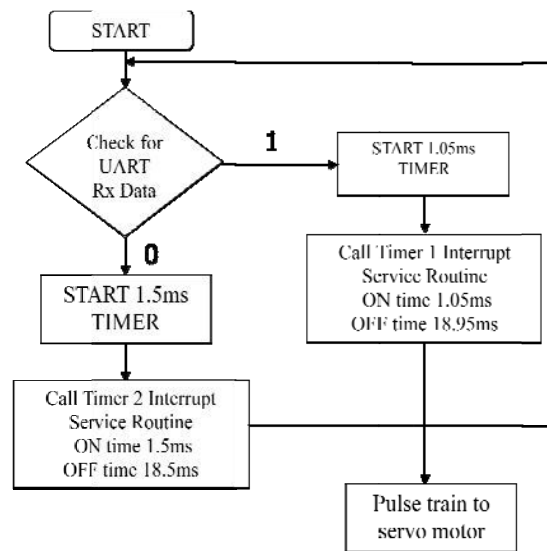 START
Check for
UART
Rx Data
1
START 1.05ms
TIMER
0
Call Timer 1 Interrupt
Service Routine
ON time 1.05ms
OFF time 18.95ms
START 1.5ms
TIMER
Call Timer 2 Interrupt
Service Routine
ON time 1.5ms
OFF time 18.5ms
Pulse train to
servo motor